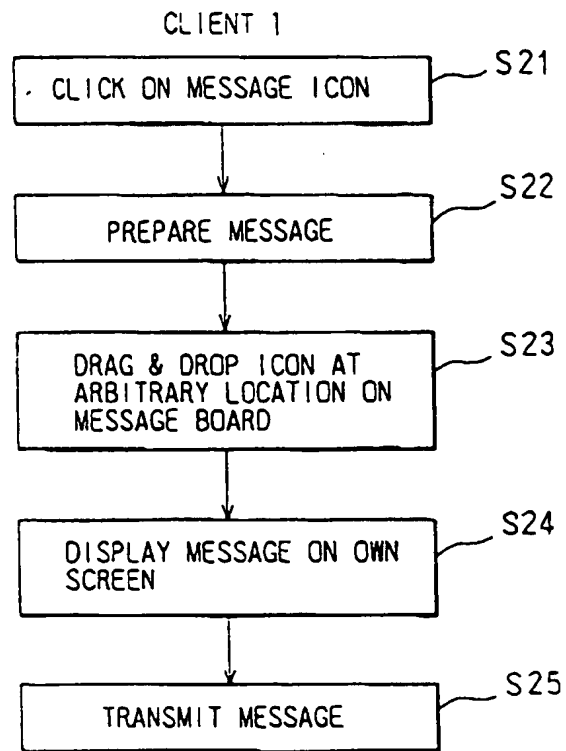 CLIENT 1
S21
CLICK ON MESSAGE ICON
S22
PREPARE MESSAGE
S23
DRAG & DROP ICON AT
ARBITRARY LOCATION ON
MESSAGE BOARD
S24
DISPLAY MESSAGE ON OWN
SCREEN
S25
TRANSMIT MESSAGE